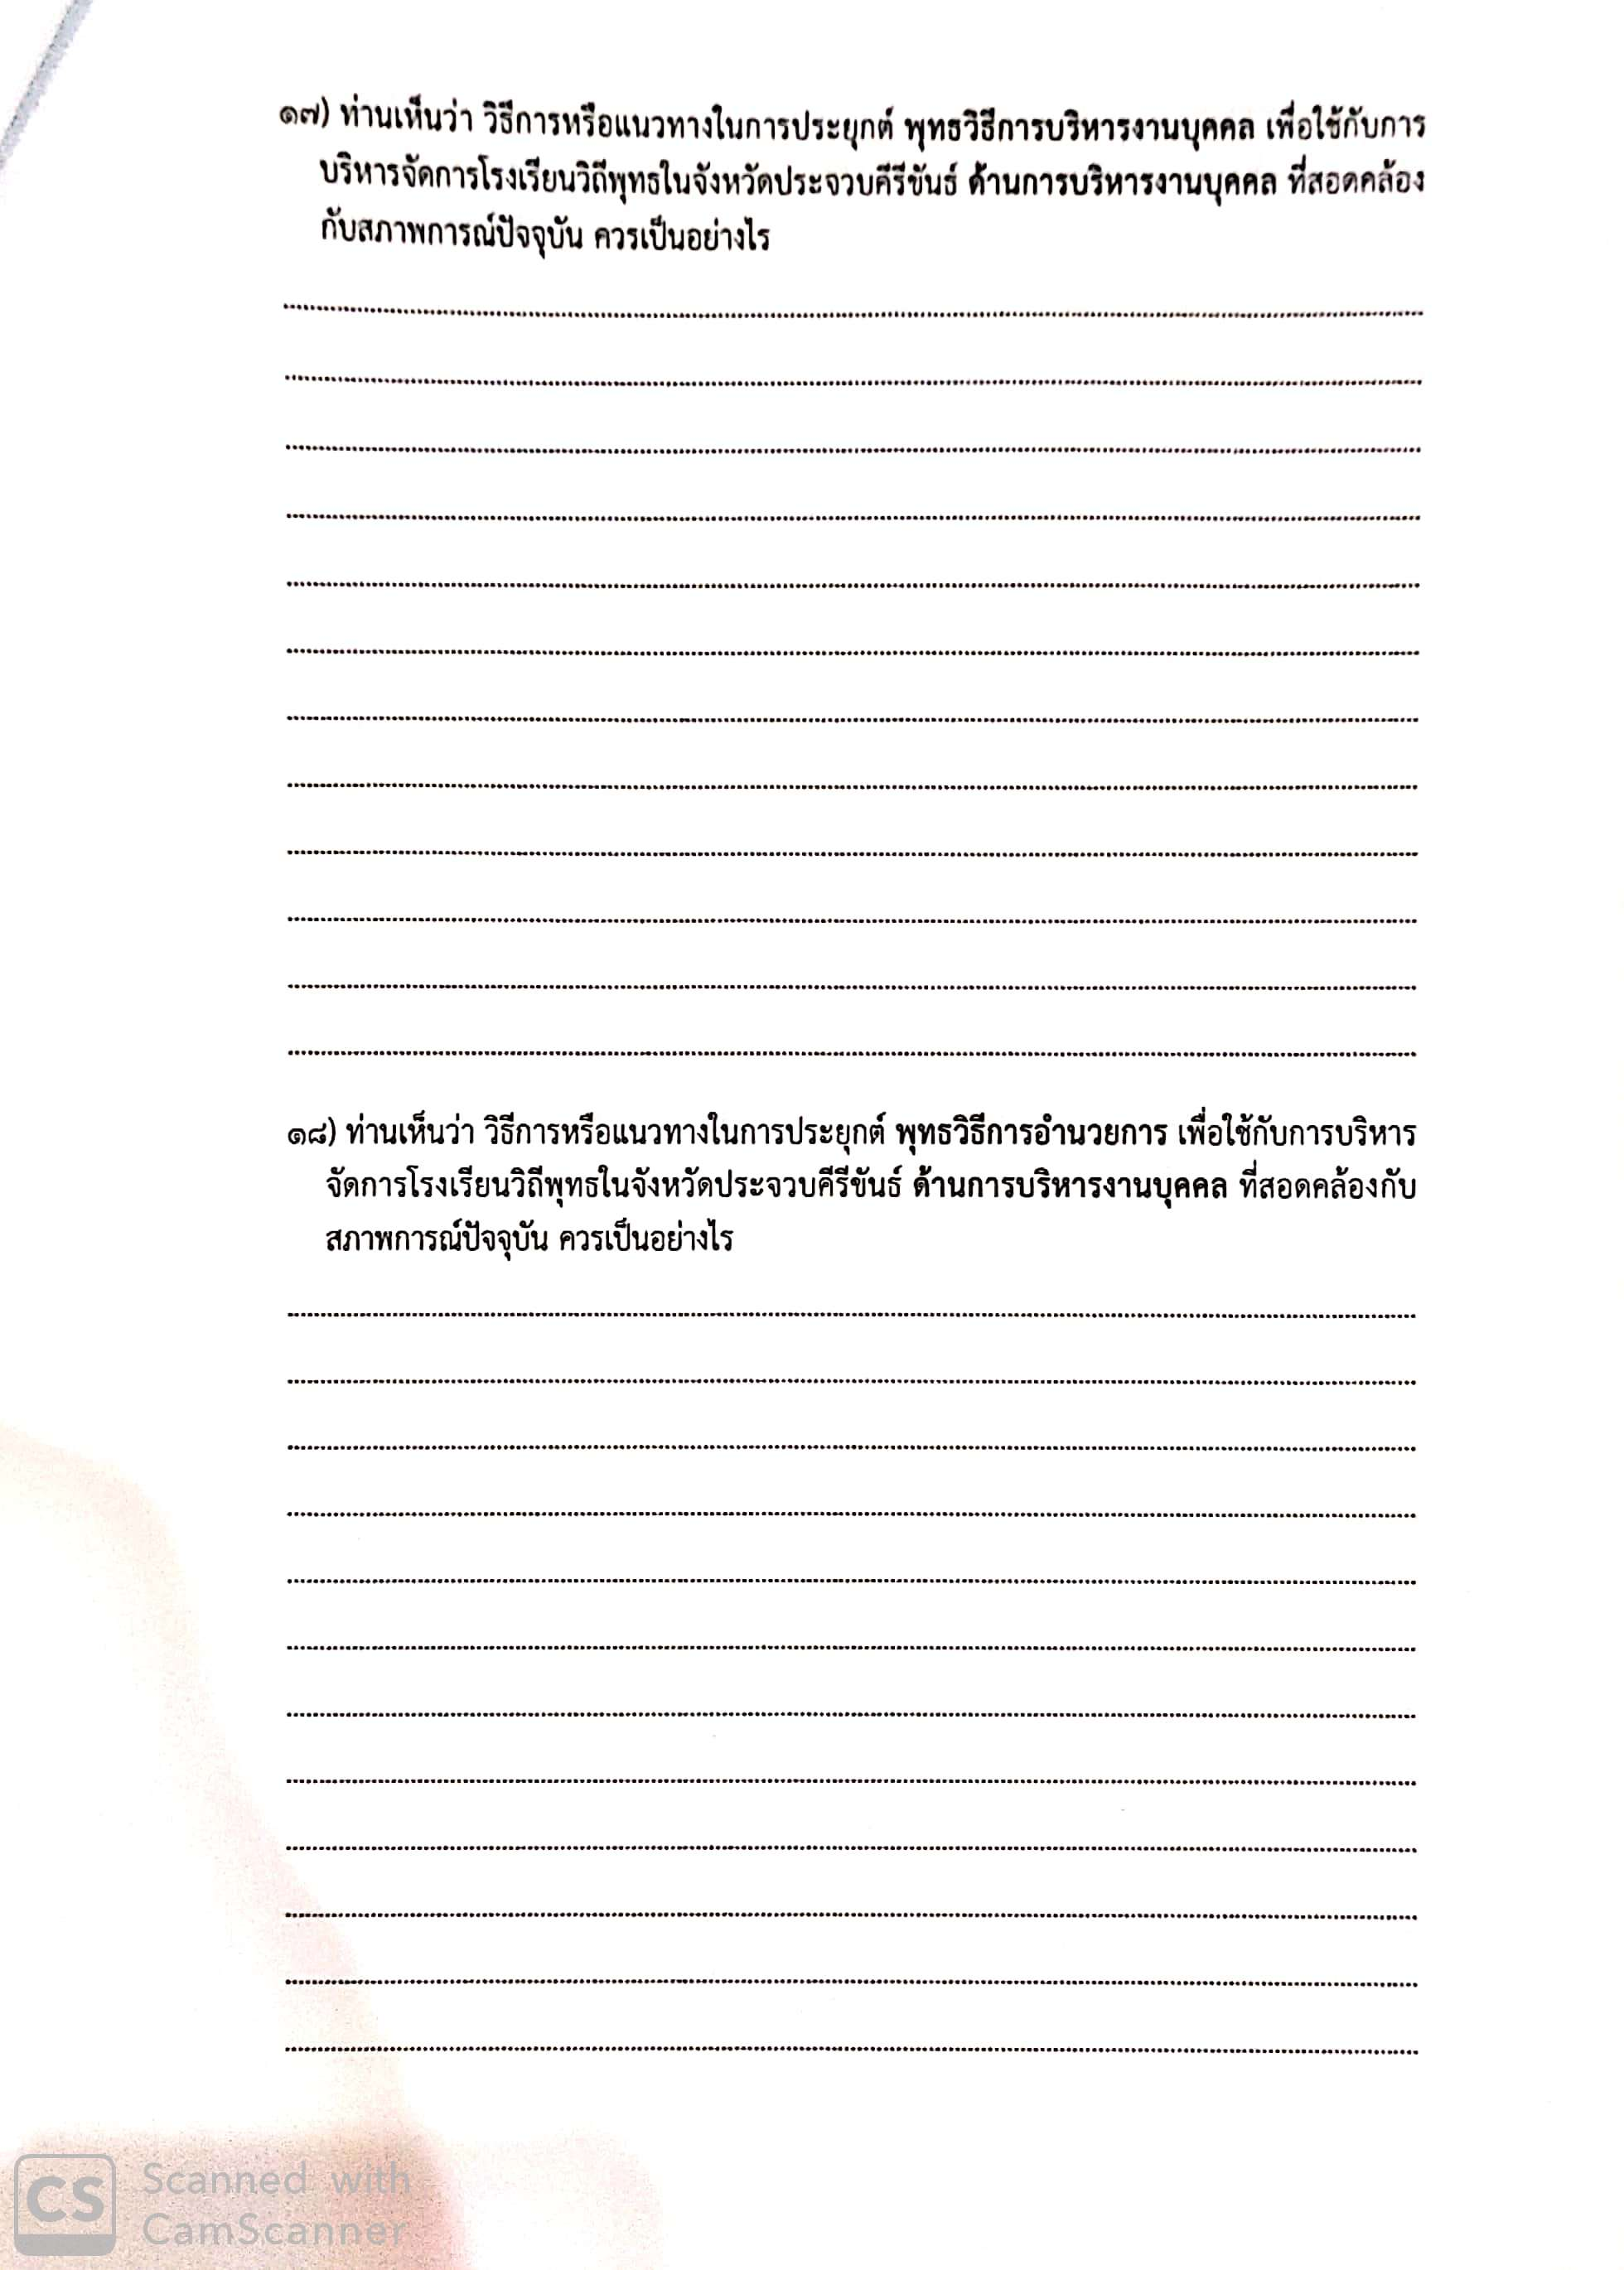 ๑๗) ท่านเห็นว่า วิธีการหรือแนวทางในการประยุกต์ พุทธวิธีการบริหารงานบุคคล เพื่อใช้กับการ
บริหารจัดการโรงเรียนวิถีพุทธในจังหวัดประจวบคีรีขันธ์ ด้านการบริหารงานบุคคล ที่สอดคล้อง
กับสภาพการณ์ปัจจุบัน ควรเป็นอย่างไร
๑๘) ท่านเห็นว่า วิธีการหรือแนวทางในการประยุกต์ พุทธวิธีการอำนวยการ เพื่อใช้กับการบริหาร
จัดการโรงเรียนวิถีพุทธในจังหวัดประจวบคีรีขันธ์ ด้านการบริหารงานบุคคล ที่สอดคล้องกับ
สภาพการณ์ปัจจุบัน ควรเป็นอย่างไร
CS Scanned with
CamScanner